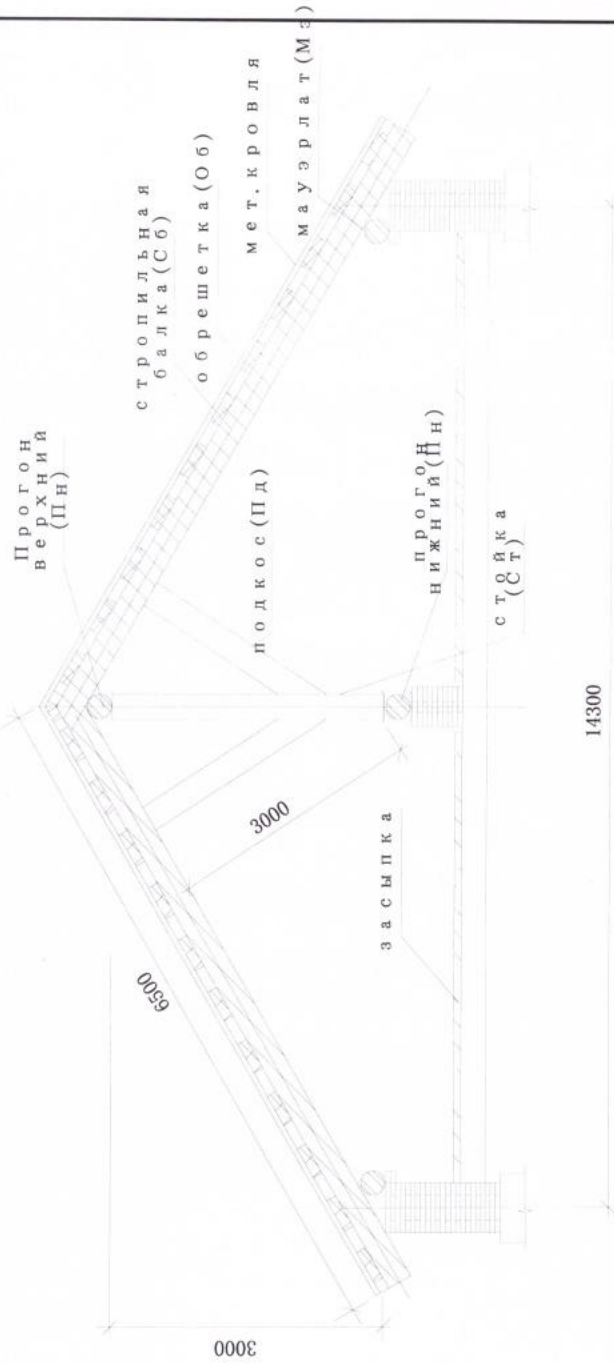 Прогон
верхний
(Пн)
стропильная
балка(Сб)
обрешетка(Об)
мет.кровля
мауэрлат(Мэ)
подкос(Пд)
прогон
нижний(Пн)
стойка
(Ст)
засыпка
6500
3000
3000
14300